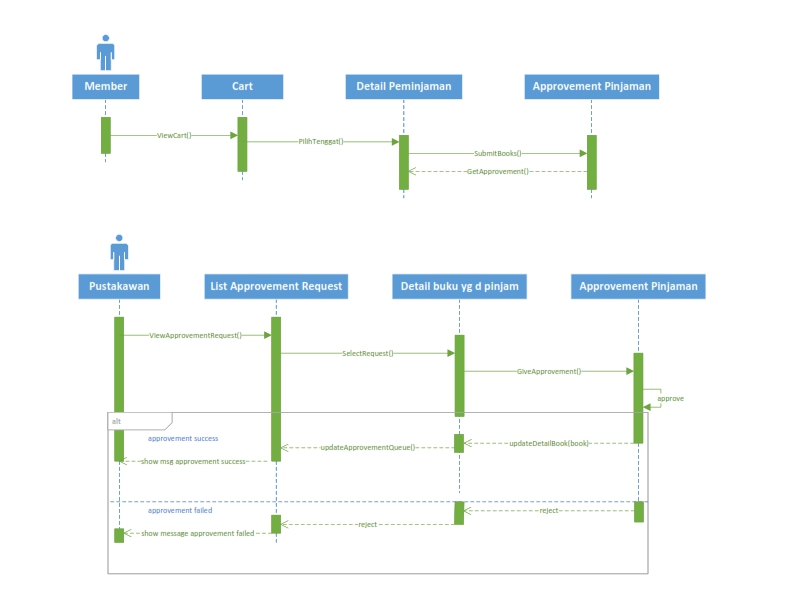 Member
Cart
Detail Peminjaman
Approvement Pinjaman
ViewCart()
PilihTenggat()
SubmitBooks()
GetApprovement()
Pustakawan
List Approvement Request
Detail buku yg d pinjam
Approvement Pinjaman
ViewApprovementRequest()
SelectRequest()
GiveApprovement()
approve
alt
approvement success
updateDetailBook(book)
updateApprovementQueue()
show msg approvement success
approvement failed
reject
reject
show message approvement failed